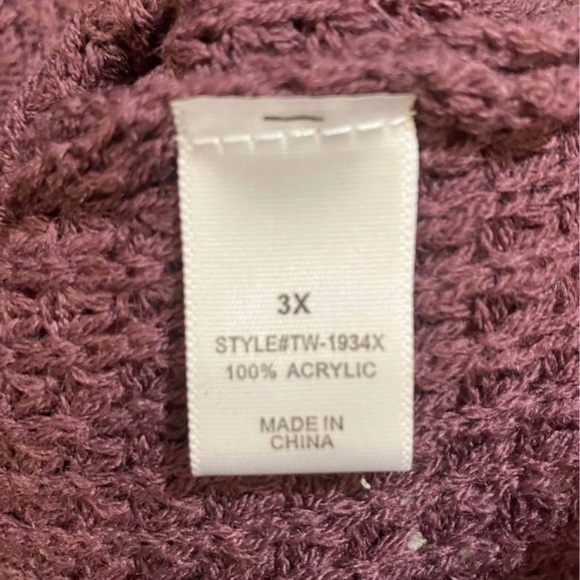 3X
STYLE#TW-1934X
100% ACRYLIC
MADE IN
CHINA